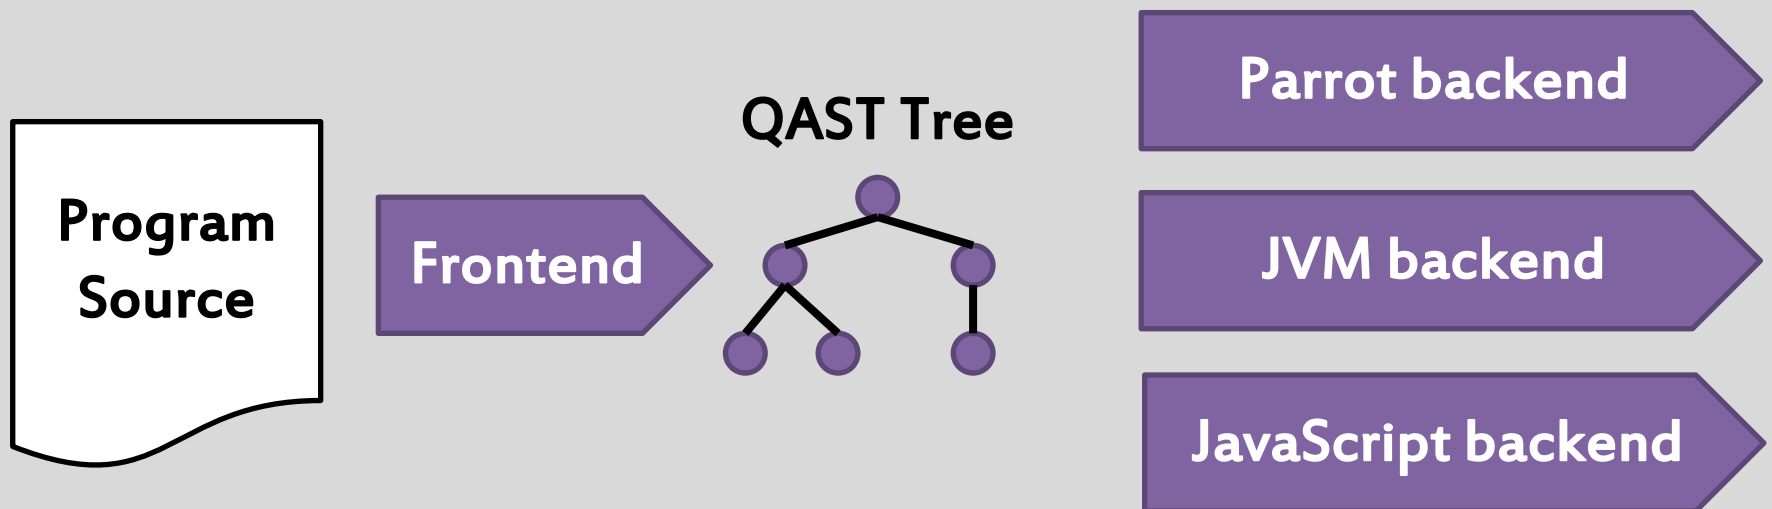 Program
Source
Frontend
QAST Tree
Parrot backend
JVM backend
JavaScript backend